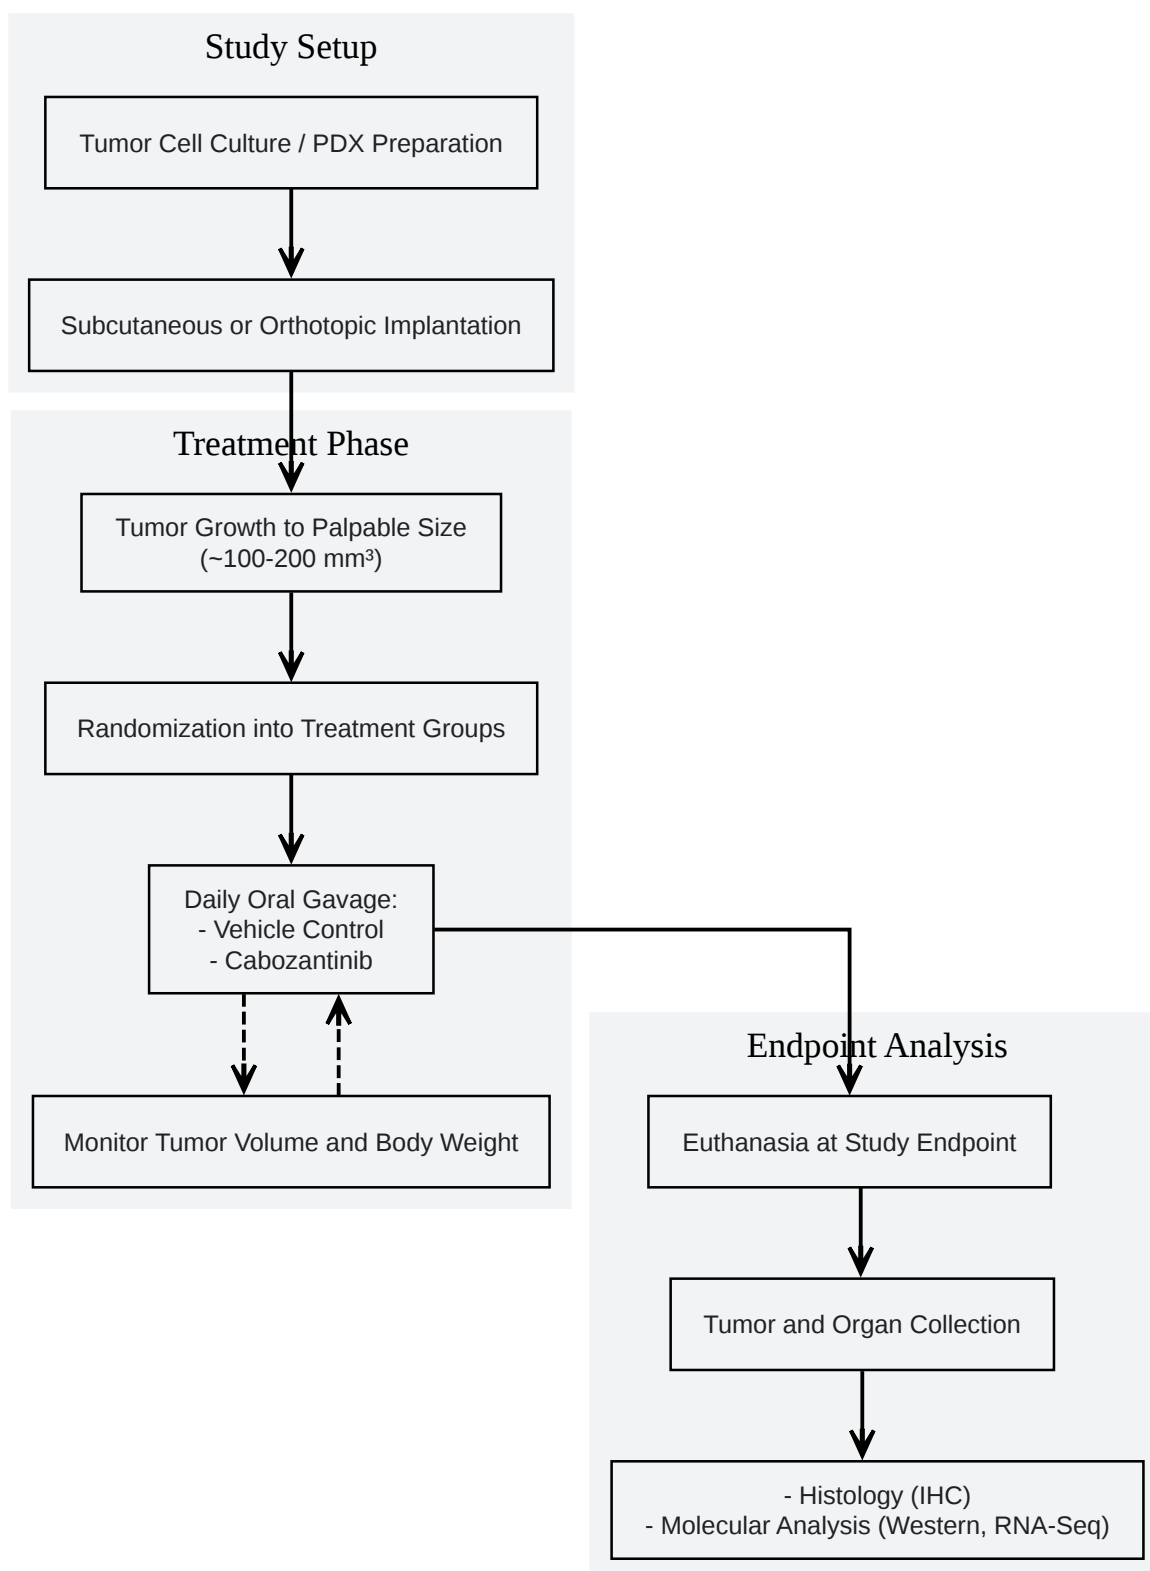 Study Setup
Tumor Cell Culture / PDX Preparation
Subcutaneous or Orthotopic Implantation
Treatment Phase
Tumor Growth to Palpable Size
(~100-200 mm³)
Randomization into Treatment Groups
Daily Oral Gavage:
- Vehicle Control
- Cabozantinib
Monitor Tumor Volume and Body Weight
Endpoint Analysis
Euthanasia at Study Endpoint
Tumor and Organ Collection
- Histology (IHC)
- Molecular Analysis (Western, RNA-Seq)